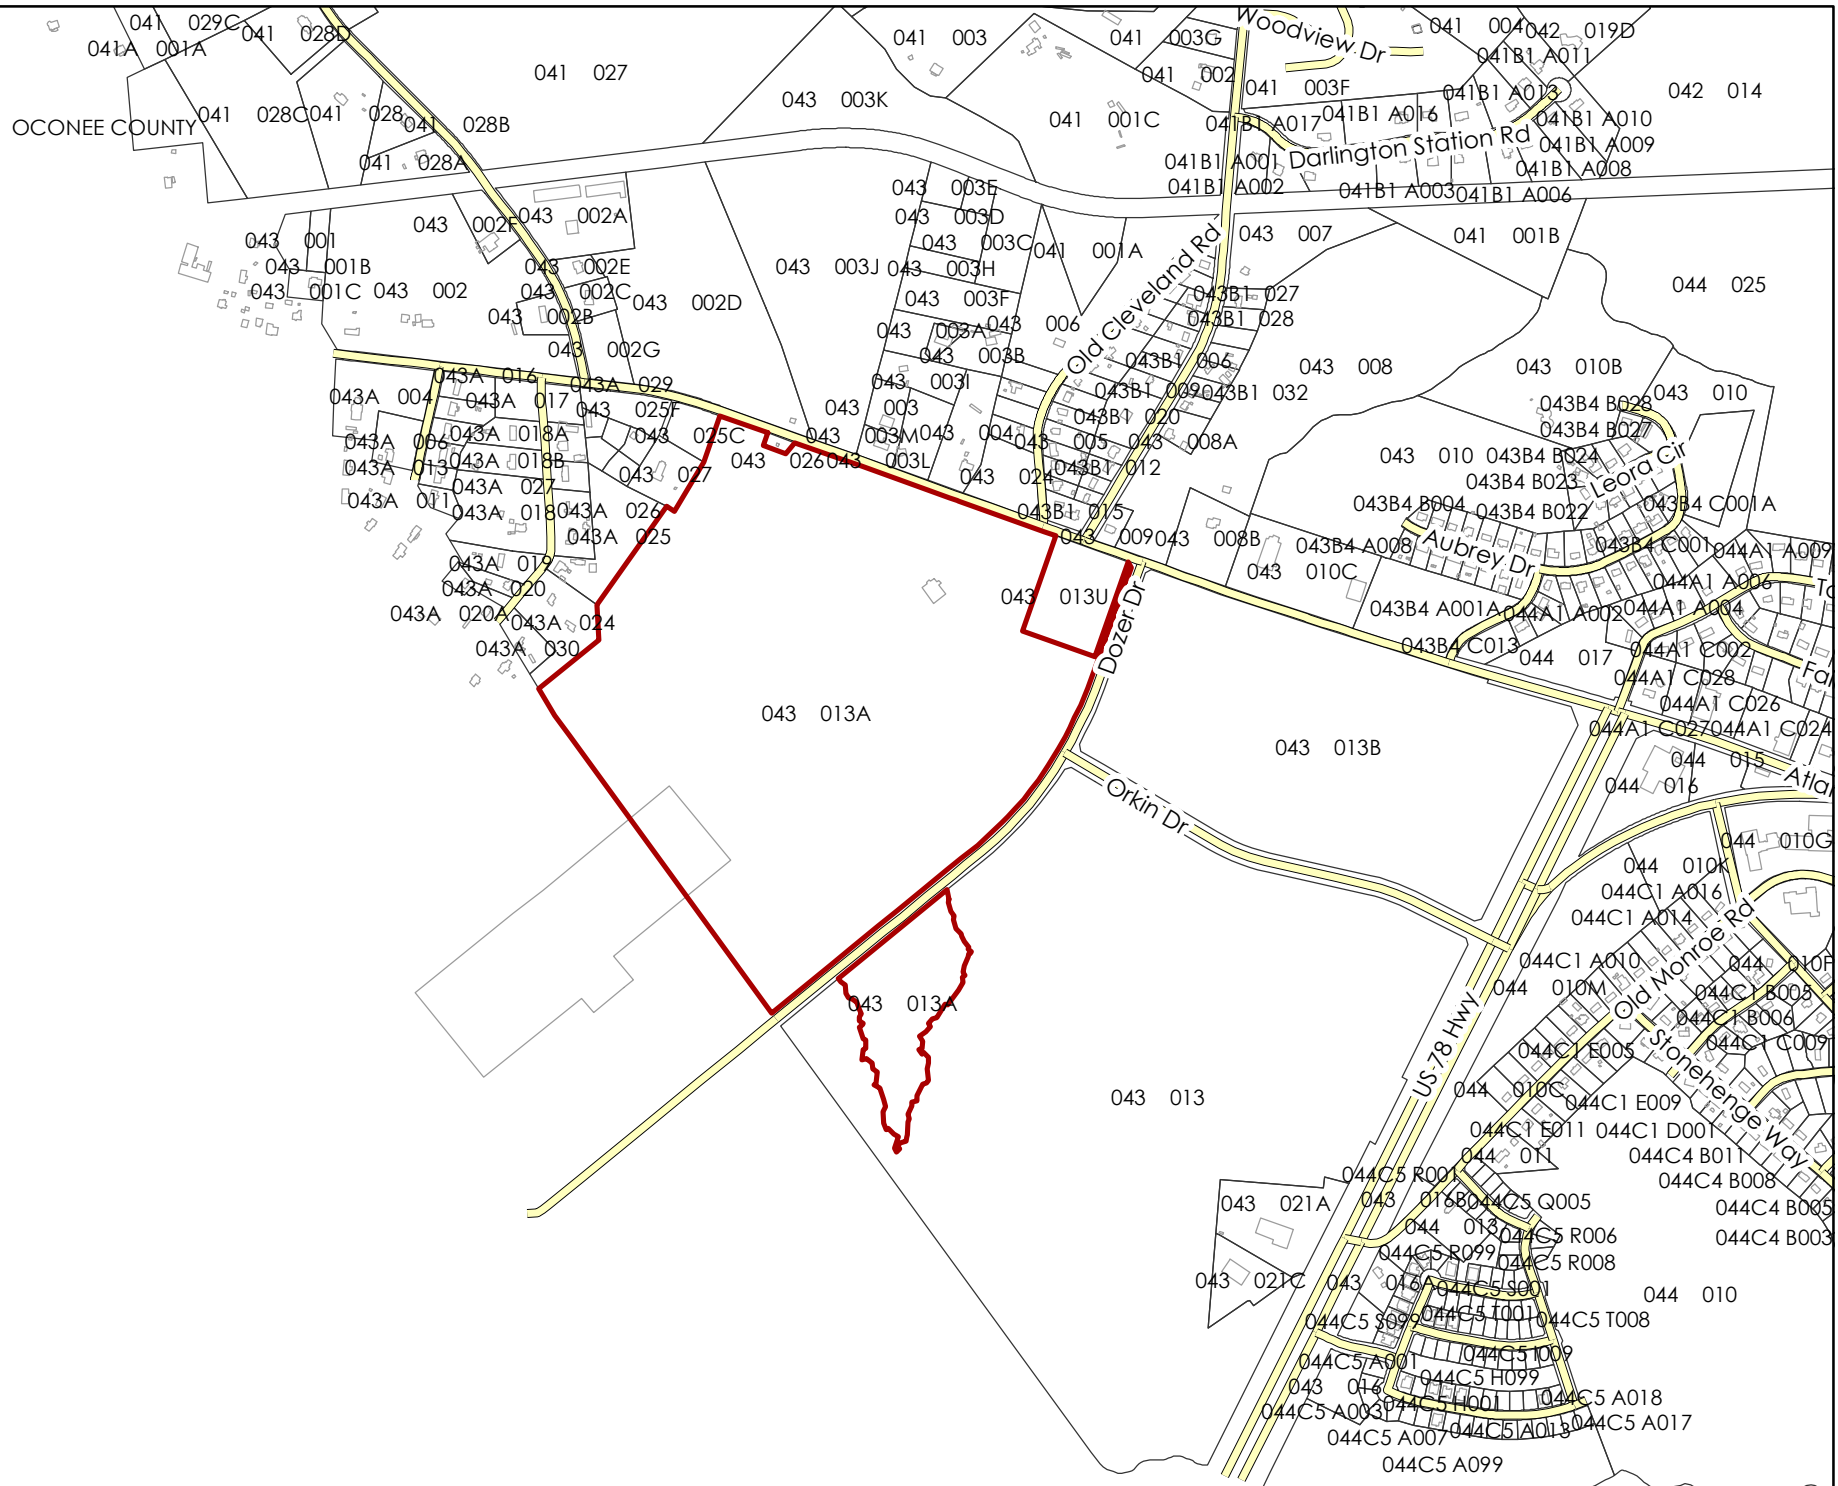 041 029C
041 028D
041A 001A
041 027
041 003
041 003G
Woodview Dr
041 004
042 019D
041B1 A011
041 002
041 003F
041B1 A013
042 014
043 003K
OCONEE COUNTY
041 028C
041 028
041 028B
041 001C
041B1 A017
041B1 A016
041B1 A010
Darlington Station Rd
041B1 A009
041 028A
041B1 A001
041B1 A008
041B1 A002
041B1 A003
041B1 A006
043 003E
043 002F
043 002A
043 003D
043 001
043 003C
041 001A
Old Cleveland Rd
043 007
041 001B
043 001B
043 002E
043 003J
043 003H
044 025
043 001C
043 002
043 002C
043 002D
043 003F
043B1 027
043 002B
043B1 028
043 003A
043 006
043 002G
043 003B
043B1 006
043 008
043 010B
043A 016
043A 029
043 003I
043B1 009
043B1 032
043 010
043A 004
043A 017
043 025F
043 003
043B1 020
043B4 B028
043B4 B027
043A 006
043A 018A
043 025C
043 003M
043 004
043 005
043 008A
043A 013
043A 018B
043 026
043 003L
043B1 012
043 010
043B4 B024
Leora Cir
043 027
043 024
043B4 B023
043A 011
043A 027
043A 018
043A 026
043B1 015
043B4 B004
043B4 B022
043B4 C001A
043A 025
043 009
043 008B
043B4 A008
Aubrey Dr
043B4 C001
044A1 A009
043A 019
043 010C
044A1 A006
043A 020
043 013U
043A 020A
043A 024
Dozer Dr
043B4 A001A
044A1 A002
044A1 A004
043A 030
043B4 C013
044 017
044A1 C002
044A1 C028
043 013A
044A1 C026
044A1 C027
044A1 C024
043 013B
044 015
044 016
Orkin Dr
044 010G
044 010K
044C1 A016
044C1 A014
Old Monroe Rd
044C1 A010
044 010F
044 010M
044C1 B005
043 013A
044C1 B006
US-78 Hwy
Stonehenge Way
044C1 C009
044C1 E005
043 013
044 010C
044C1 E009
044C1 E011
044C1 D001
044 011
044C4 B011
044C5 R001
044C4 B008
043 021A
043 016B
044C5 Q005
044C4 B005
044 013
044C5 R006
044C4 B003
044C5 R099
044C5 R008
043 021C
043 016A
044C5 S001
044 010
044C5 S099
044C5 T001
044C5 T008
044C5 A001
044C5 I009
043 016
044C5 H099
044C5 A003
044C5 H001
044C5 A018
044C5 A007
044C5 A013
044C5 A017
044C5 A099